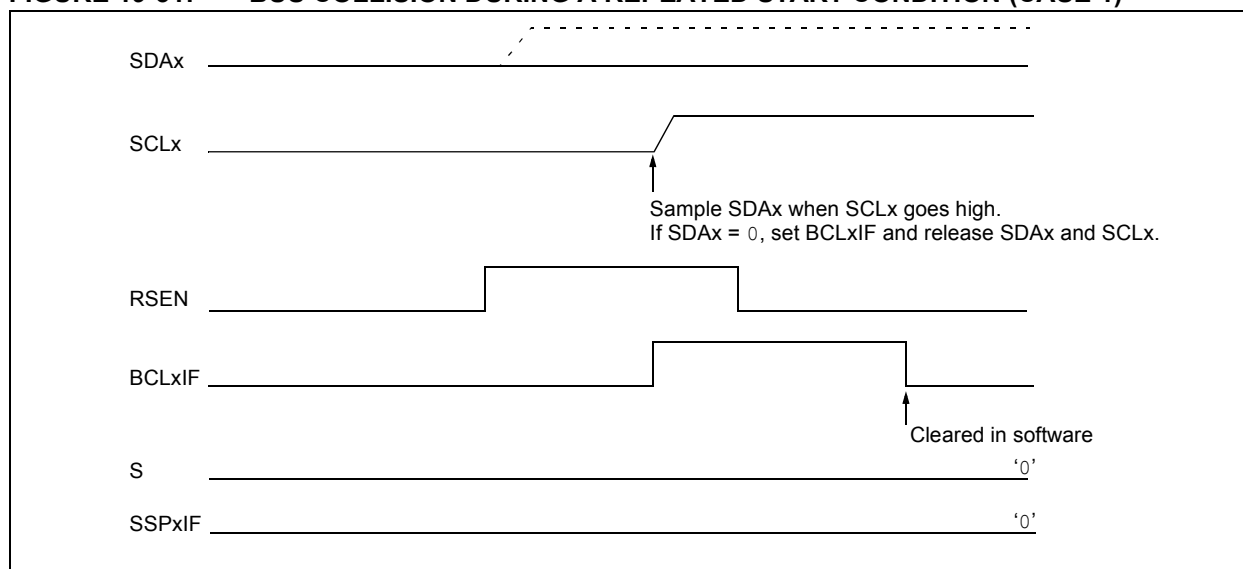 SDAx
SCLx
Sample SDAx when SCLx goes high.
If SDAx = 0, set BCLxIF and release SDAx and SCLx.
RSEN
BCLxIF
Cleared in software
S
‘0’
SSPxIF
‘0’